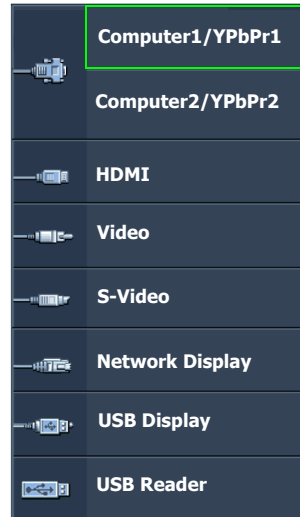 Computer1/YPbPr1
Computer2/YPbPr2
HDMI
Video
S-Video
Network Display
USB Display
USB Reader